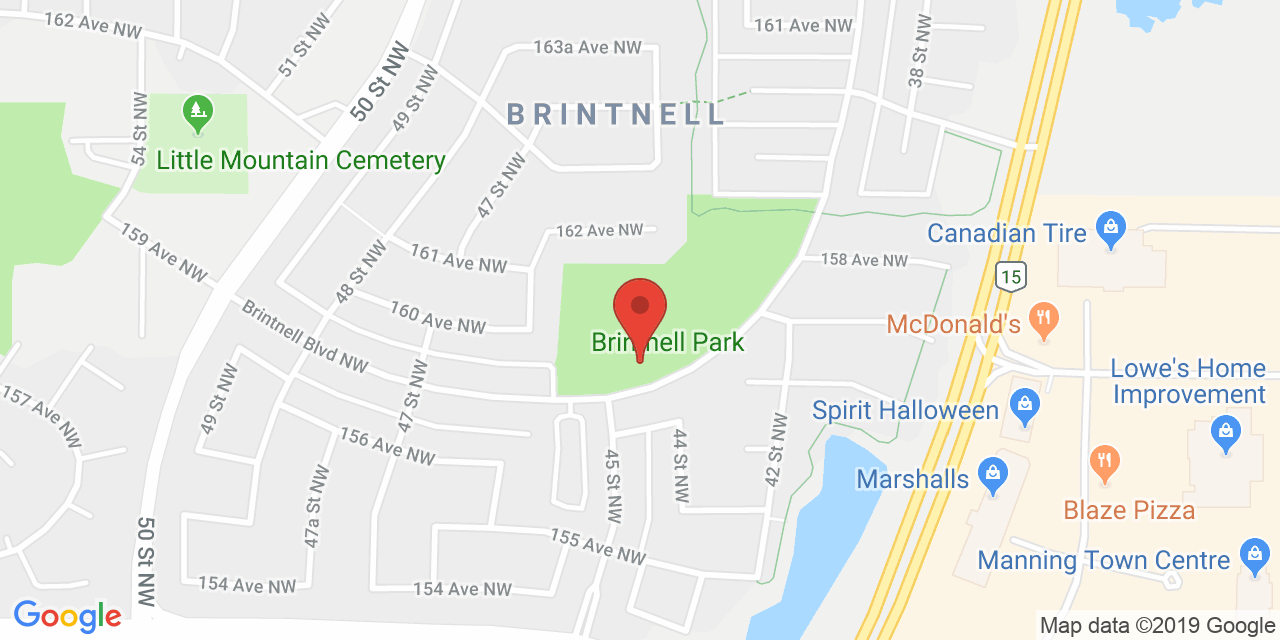 162 Ave NW
51 St NW
50 St NW
49 St NW
163a Ave NW
161 Ave NW
38 St NW
BRINTNELL
54 St NW
Little Mountain Cemetery
47 St NW
159 Ave NW
161 Ave NW
162 Ave NW
Canadian Tire
158 Ave NW
15
48 St NW
160 Ave NW
Brintnell Blvd NW
Brintnell Park
McDonald's
Lowe's Home
Improvement
157 Ave NW
49 St NW
47 St NW
Spirit Halloween
156 Ave NW
45 St NW
44 St NW
42 St NW
Marshalls
Blaze Pizza
50 St NW
47a St NW
155 Ave NW
154 Ave NW
154 Ave NW
Manning Town Centre
Google
Map data ©2019 Google